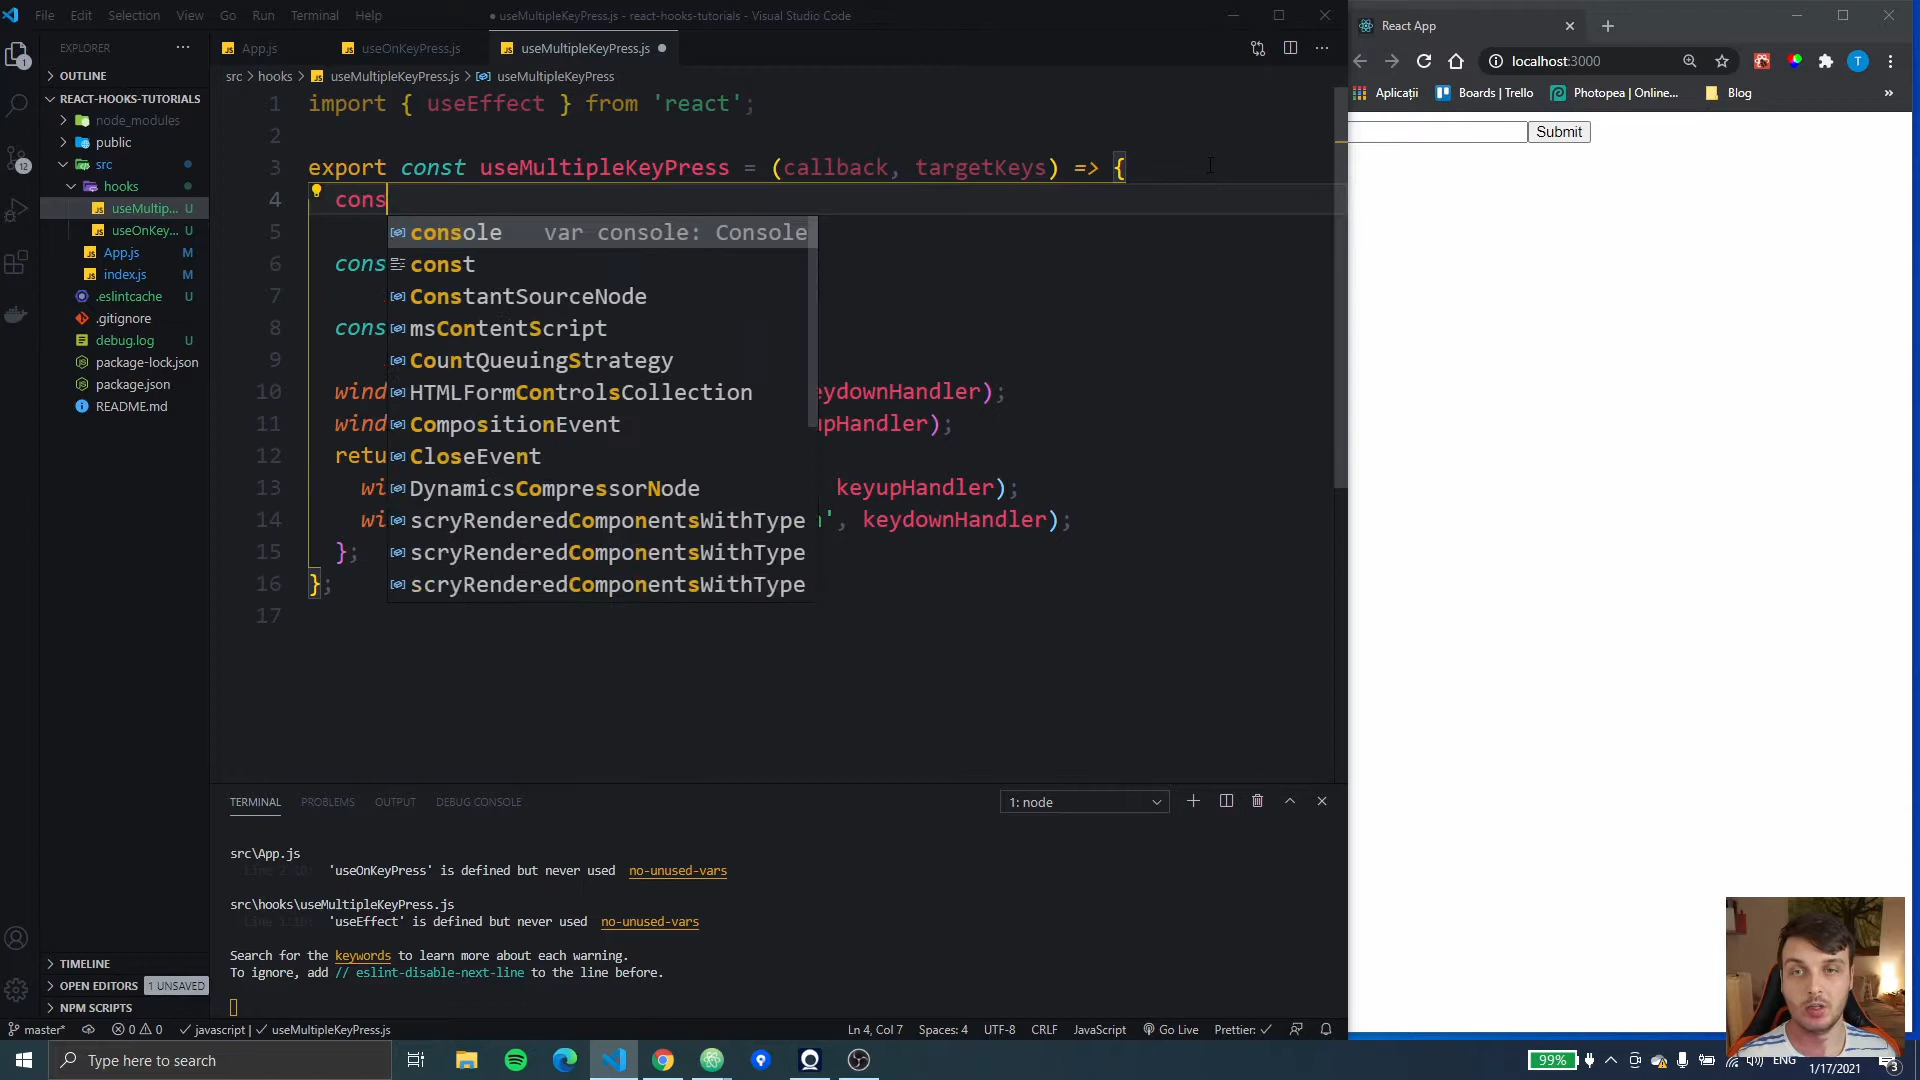 File Edit Selection View Go Run Terminal Help
useMultipleKeyPress.js - react-hooks-tutorials - Visual Studio Code
React App
EXPLORER
App.js
useOnKeyPress.js
useMultipleKeyPress.js
localhost:3000
OUTLINE
src > hooks > useMultipleKeyPress.js > useMultipleKeyPress
Aplicații
Boards | Trello
Photopea | Online...
Blog
REACT-HOOKS-TUTORIALS
node_modules
public
src
hooks
useMultip... U
useOnKey... U
App.js M
index.js M
.eslintcache U
.gitignore
debug.log U
package-lock.json
package.json
README.md
1
12
1 import { useEffect } from 'react';
2
3 export const useMultipleKeyPress = (callback, targetKeys) => {
4 cons
5
6 cons
7
8 cons
9
10 wind eydownHandler);
11 wind upHandler);
12 retu
13 wi keyupHandler);
14 wi n', keydownHandler);
15 };
16 };
17
console var console: Console
const
ConstantSourceNode
msContentScript
CountQueuingStrategy
HTMLFormControlsCollection
CompositionEvent
CloseEvent
DynamicsCompressorNode
scryRenderedComponentsWithType
scryRenderedComponentsWithType
scryRenderedComponentsWithType
Submit
TERMINAL PROBLEMS OUTPUT DEBUG CONSOLE
1: node
src\App.js
'useOnKeyPress' is defined but never used no-unused-vars
src\hooks\useMultipleKeyPress.js
'useEffect' is defined but never used no-unused-vars
Search for the keywords to learn more about each warning.
To ignore, add // eslint-disable-next-line to the line before.
TIMELINE
OPEN EDITORS 1 UNSAVED
NPM SCRIPTS
master* 0 0 javascript | useMultipleKeyPress.js
Ln 4, Col 7 Spaces: 4 UTF-8 CRLF JavaScript Go Live Prettier:
Type here to search
99%
ENG
1/17/2021
3